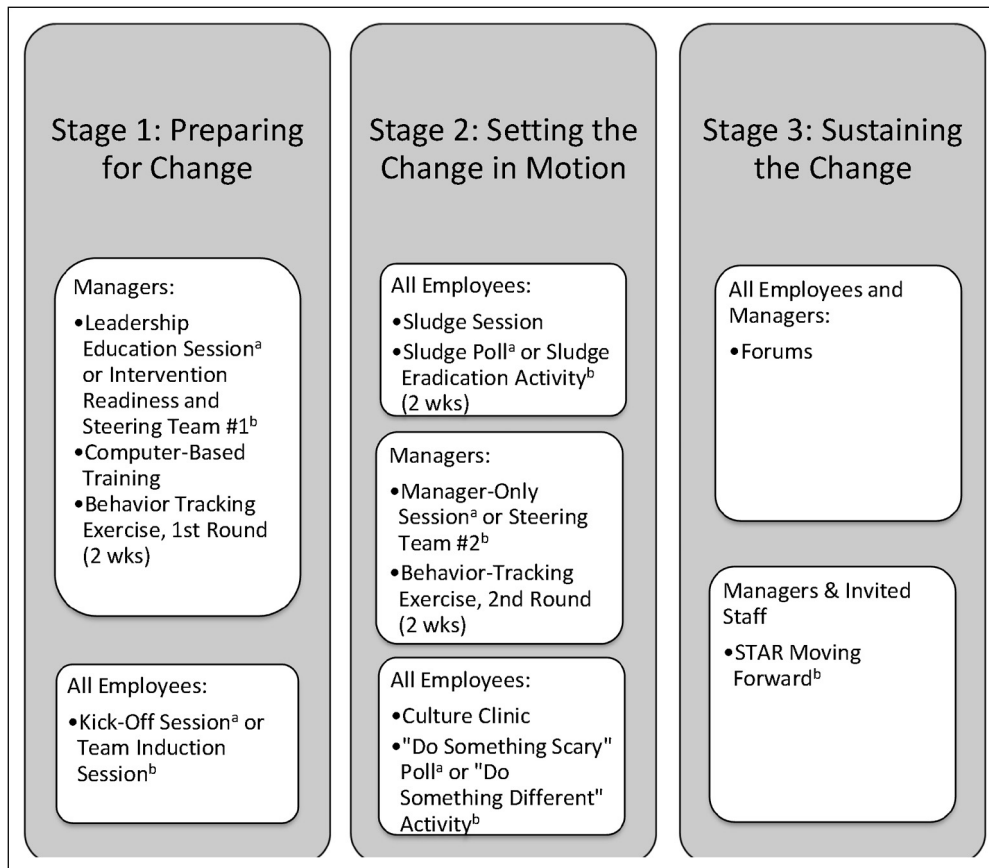 Stage 1: Preparing
for Change
Managers:
•Leadership
Education Sessionᵃ
or Intervention
Readiness and
Steering Team #1ᵇ
•Computer-Based
Training
•Behavior Tracking
Exercise, 1st Round
(2 wks)
All Employees:
•Kick-Off Sessionᵃ or
Team Induction
Sessionᵇ
Stage 2: Setting the
Change in Motion
All Employees:
•Sludge Session
•Sludge Pollᵃ or Sludge
Eradication Activityᵇ
(2 wks)
Managers:
•Manager-Only
Sessionᵃ or Steering
Team #2ᵇ
•Behavior-Tracking
Exercise, 2nd Round
(2 wks)
All Employees:
•Culture Clinic
•"Do Something Scary"
Pollᵃ or "Do
Something Different"
Activityᵇ
Stage 3: Sustaining
the Change
All Employees and
Managers:
•Forums
Managers & Invited
Staff
•STAR Moving
Forwardᵇ